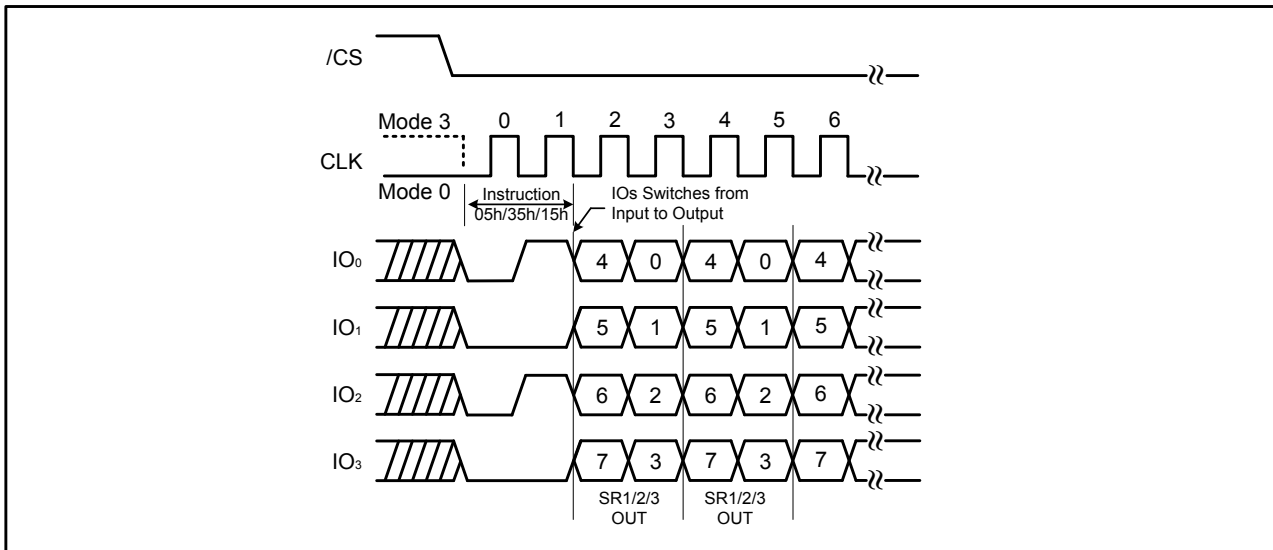 /CS
Mode 3 0 1 2 3 4 5 6
CLK
Mode 0
Instruction
05h/35h/15h
IOs Switches from
Input to Output
IO0 4 0 4 0 4
IO1 5 1 5 1 5
IO2 6 2 6 2 6
IO3 7 3 7 3 7
SR1/2/3
OUT
SR1/2/3
OUT